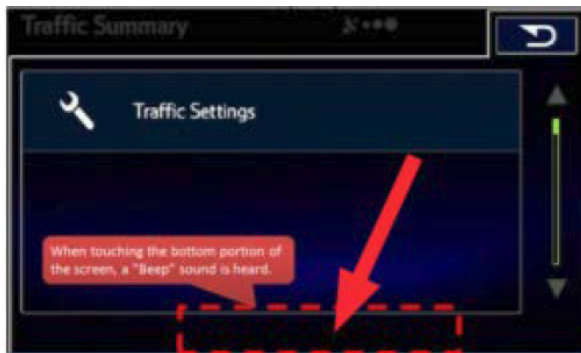 Traffic Summary
Traffic Settings
When touching the bottom portion of
the screen, a "Beep" sound is heard.